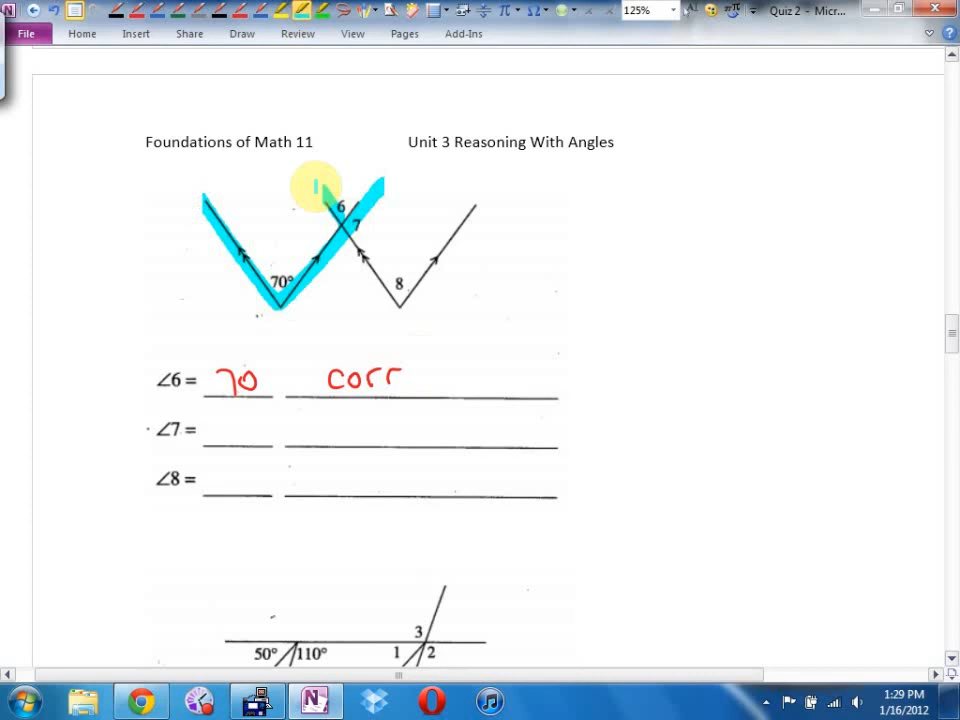 125%
Quiz 2 - Micr...
File Home Insert Share Draw Review Formulas View Pages Add-Ins
Foundations of Math 11 Unit 3 Reasoning With Angles
6
7
70°
8
∠6 = 70 corr
∠7 =
∠8 =
3
50° 110° 1 2
1:29 PM
1/16/2012